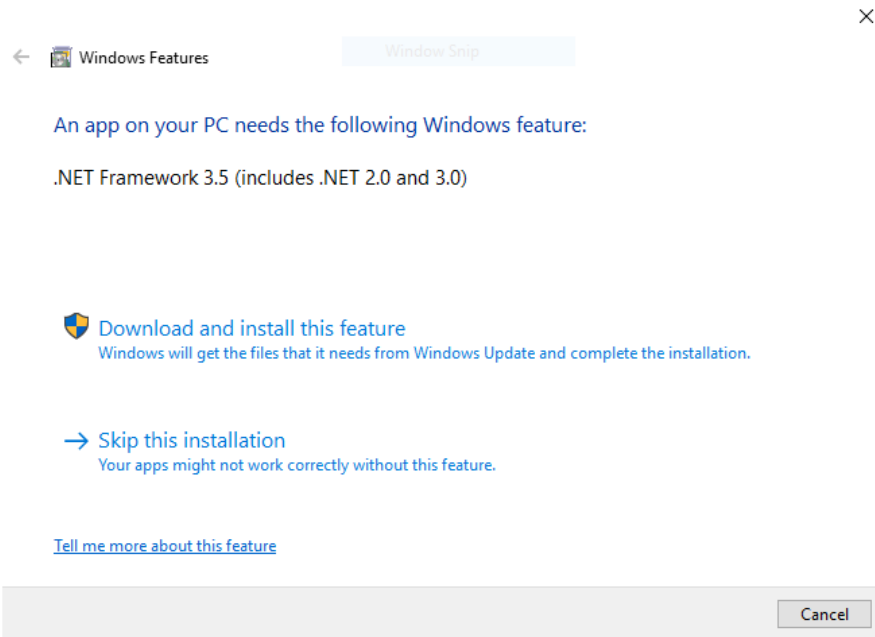 Windows Features
Window Snip
An app on your PC needs the following Windows feature:
.NET Framework 3.5 (includes .NET 2.0 and 3.0)
Download and install this feature
Windows will get the files that it needs from Windows Update and complete the installation.
Skip this installation
Your apps might not work correctly without this feature.
Tell me more about this feature
Cancel